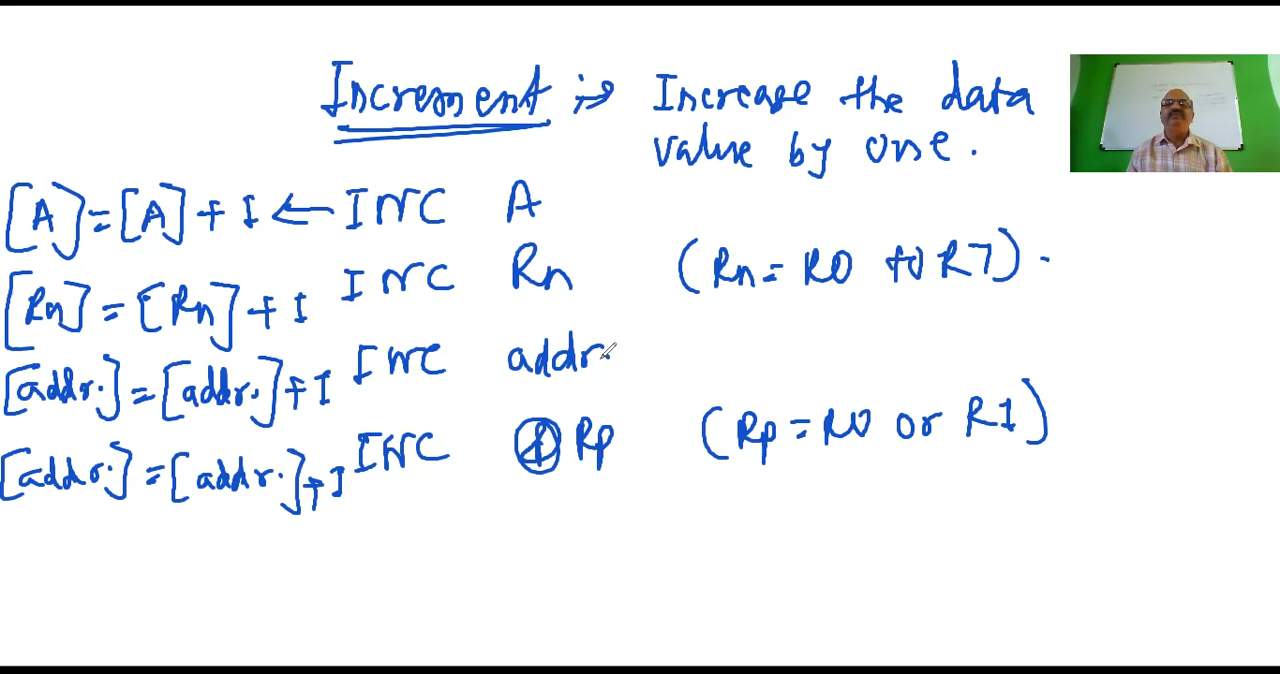 Increment :→ Increase the data
value by one.
[A] = [A] + 1 ← INC A
[Rn] = [Rn] + 1 INC Rn (Rn = R0 to R7).
[addr.] = [addr.] + 1 INC addr.
[addr.] = [addr.] + 1 INC @Rp (Rp = R0 or R1)